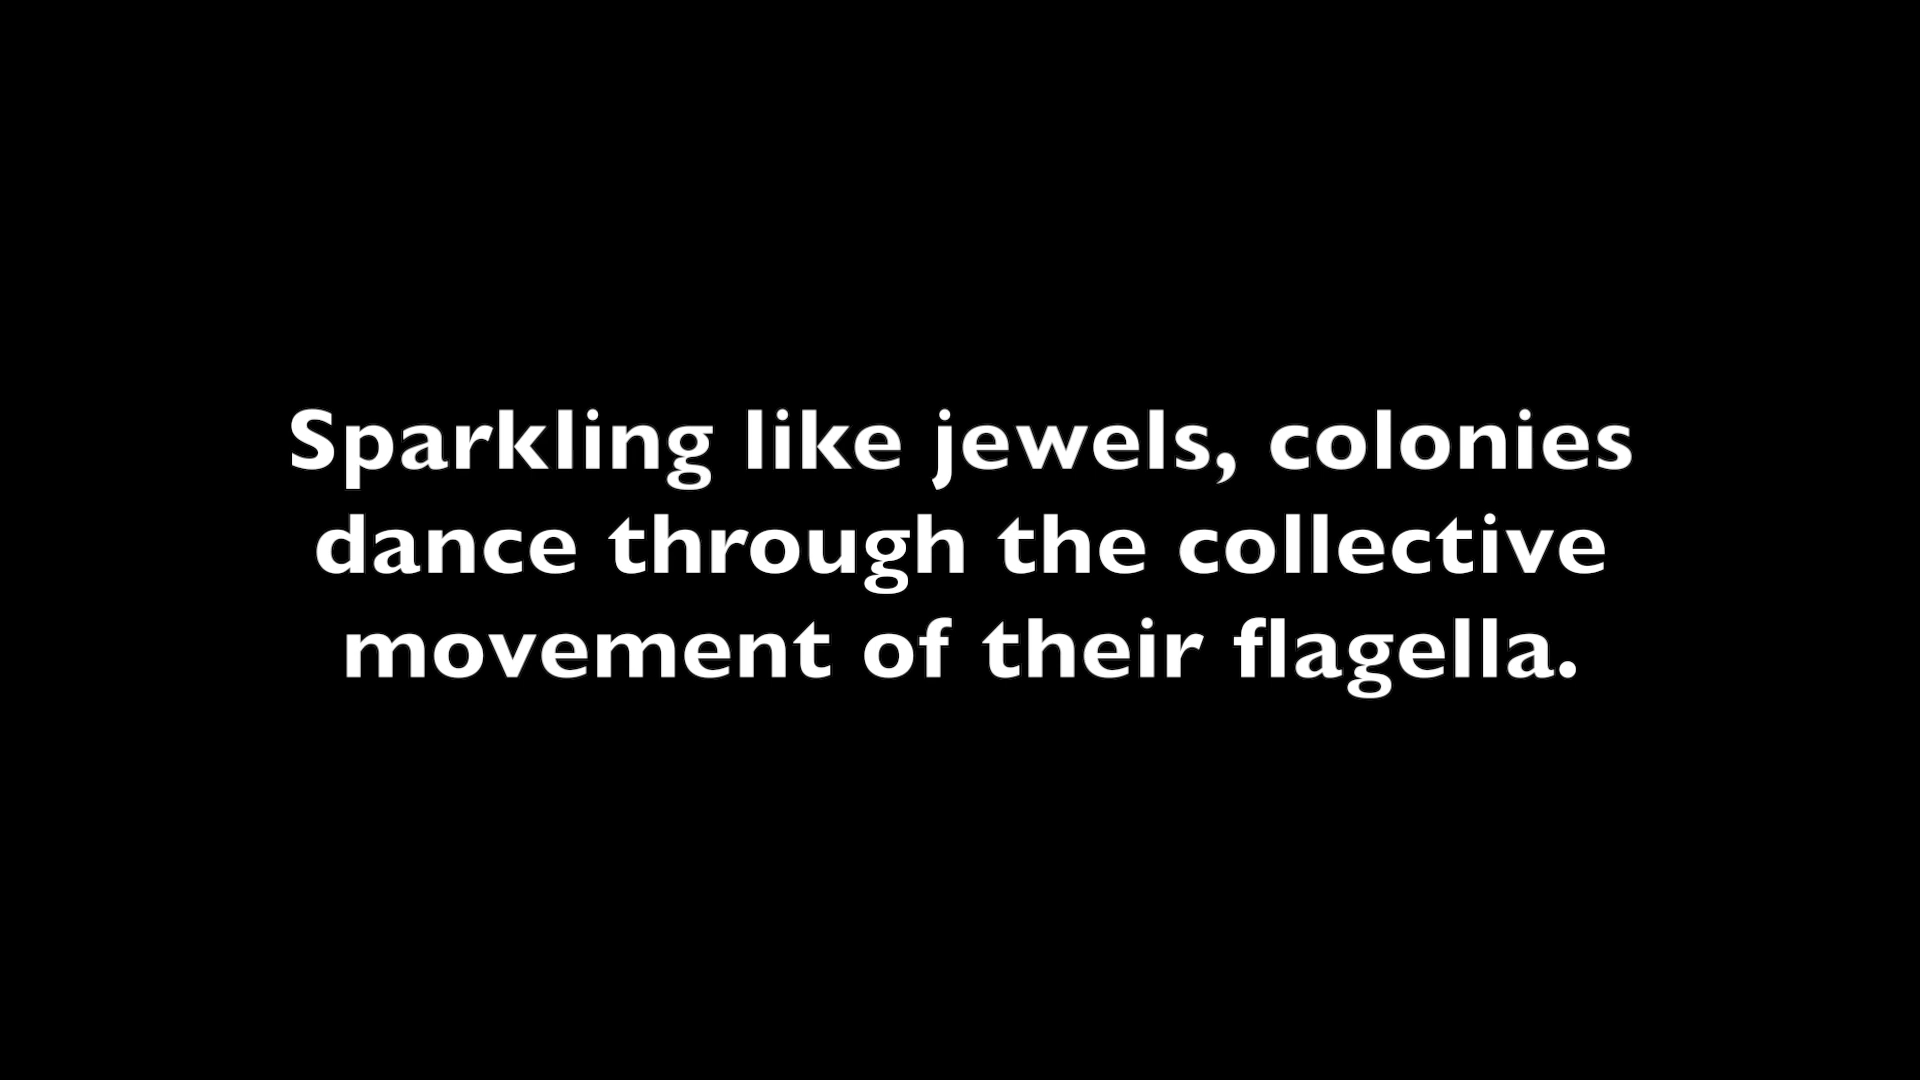 Sparkling like jewels, colonies
dance through the collective
movement of their flagella.